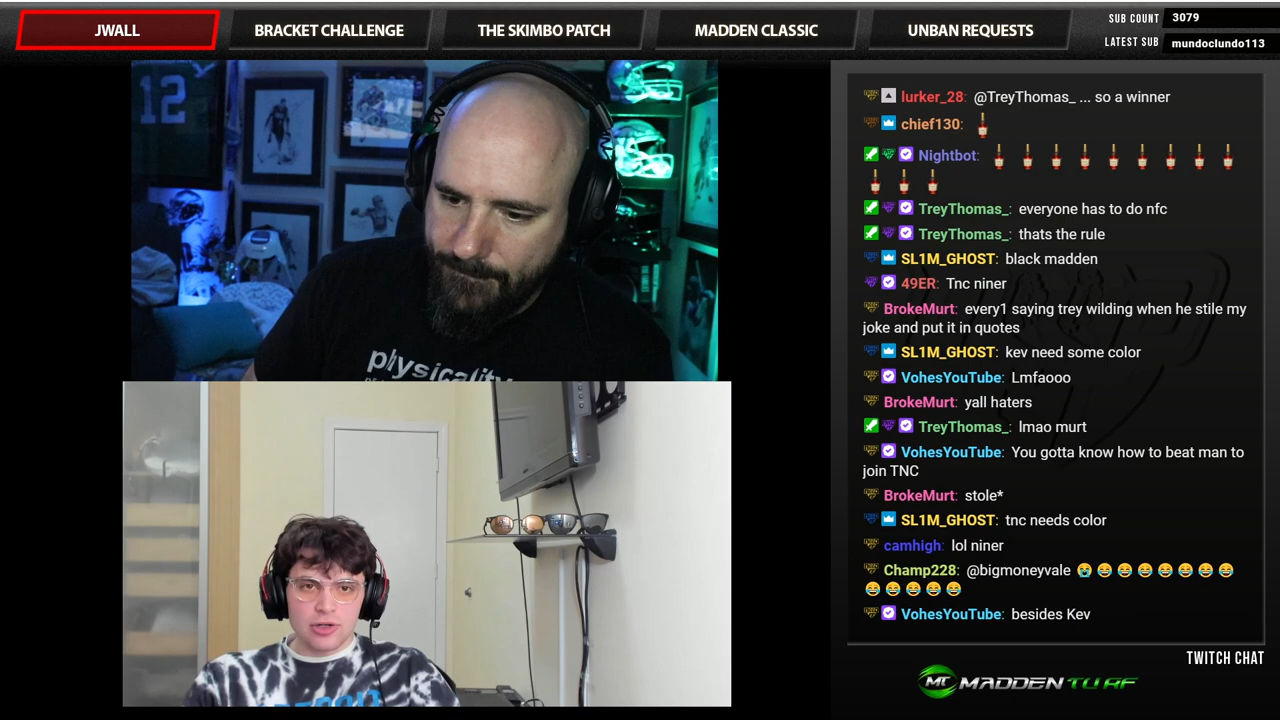 JWALL
BRACKET CHALLENGE
THE SKIMBO PATCH
MADDEN CLASSIC
UNBAN REQUESTS
SUB COUNT 3079
LATEST SUB mundoclundo113
12
physicality
lurker_28: @TreyThomas_ ... so a winner
chief130:
Nightbot:
TreyThomas_: everyone has to do nfc
TreyThomas_: thats the rule
SL1M_GHOST: black madden
49ER: Tnc niner
BrokeMurt: every1 saying trey wilding when he stile my
joke and put it in quotes
SL1M_GHOST: kev need some color
VohesYouTube: Lmfaooo
BrokeMurt: yall haters
TreyThomas_: lmao murt
VohesYouTube: You gotta know how to beat man to
join TNC
BrokeMurt: stole*
SL1M_GHOST: tnc needs color
camhigh: lol niner
Champ228: @bigmoneyvale 😭 😂 😂 😂 😂 😂 😂 😂
😂 😂 😂 😂 😂
VohesYouTube: besides Kev
TWITCH CHAT
MT MADDEN TURF